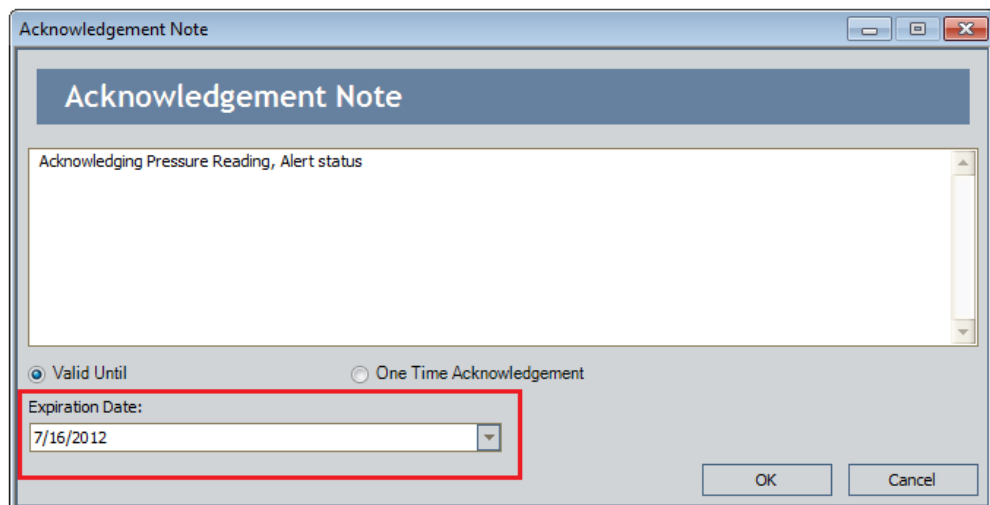 Acknowledgement Note
Acknowledgement Note
Acknowledging Pressure Reading, Alert status
Valid Until One Time Acknowledgement
Expiration Date:
7/16/2012
OK Cancel